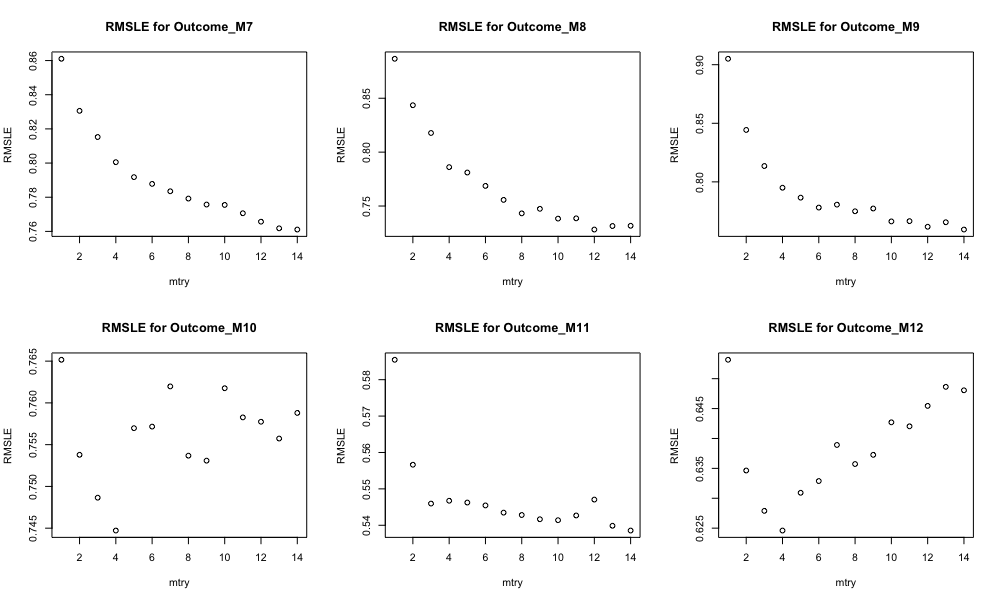 RMSLE for Outcome_M7
RMSLE
0.86
0.84
0.82
0.80
0.78
0.76
2 4 6 8 10 12 14
mtry
RMSLE for Outcome_M8
RMSLE
0.85
0.80
0.75
2 4 6 8 10 12 14
mtry
RMSLE for Outcome_M9
RMSLE
0.90
0.85
0.80
2 4 6 8 10 12 14
mtry
RMSLE for Outcome_M10
RMSLE
0.765
0.760
0.755
0.750
0.745
2 4 6 8 10 12 14
mtry
RMSLE for Outcome_M11
RMSLE
0.58
0.57
0.56
0.55
0.54
2 4 6 8 10 12 14
mtry
RMSLE for Outcome_M12
RMSLE
0.645
0.635
0.625
2 4 6 8 10 12 14
mtry